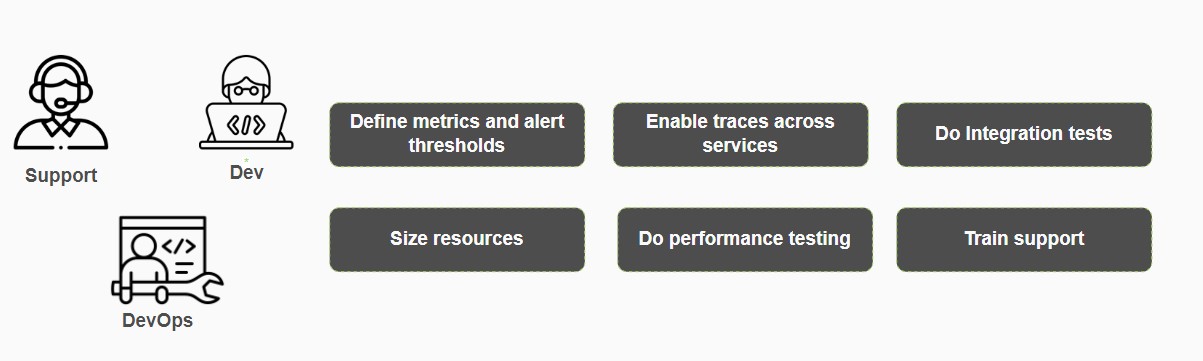 Support
Dev
DevOps
Define metrics and alert
thresholds
Enable traces across
services
Do Integration tests
Size resources
Do performance testing
Train support